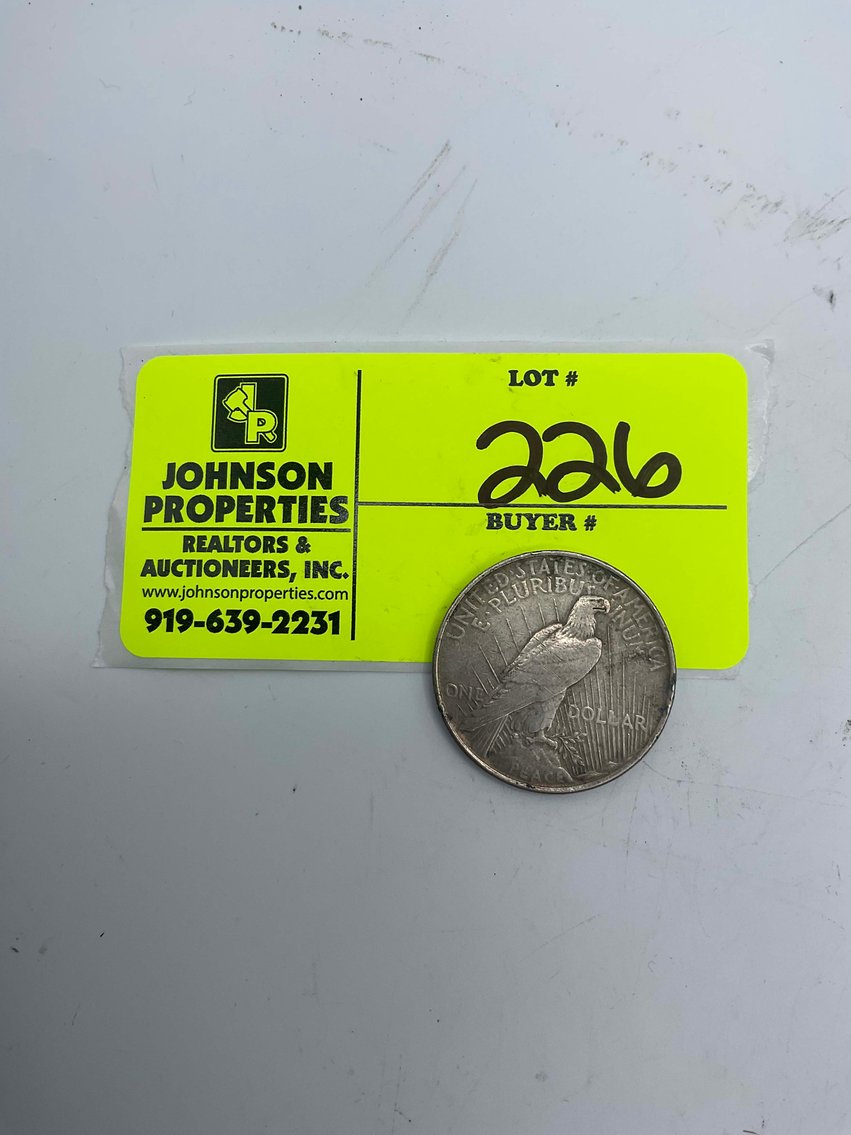 JR
JOHNSON
PROPERTIES
REALTORS &
AUCTIONEERS, INC.
www.johnsonproperties.com
919-639-2231
LOT #
226
BUYER #
UNITED STATES OF AMERICA
E PLURIBUS UNUM
ONE
DOLLAR
PEACE